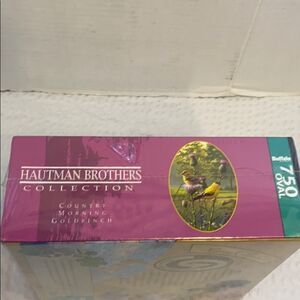 HAUTMAN BROTHERS
COLLECTION
COUNTRY
MORNING
GOLDFINCH
Buffalo
750
OVAL